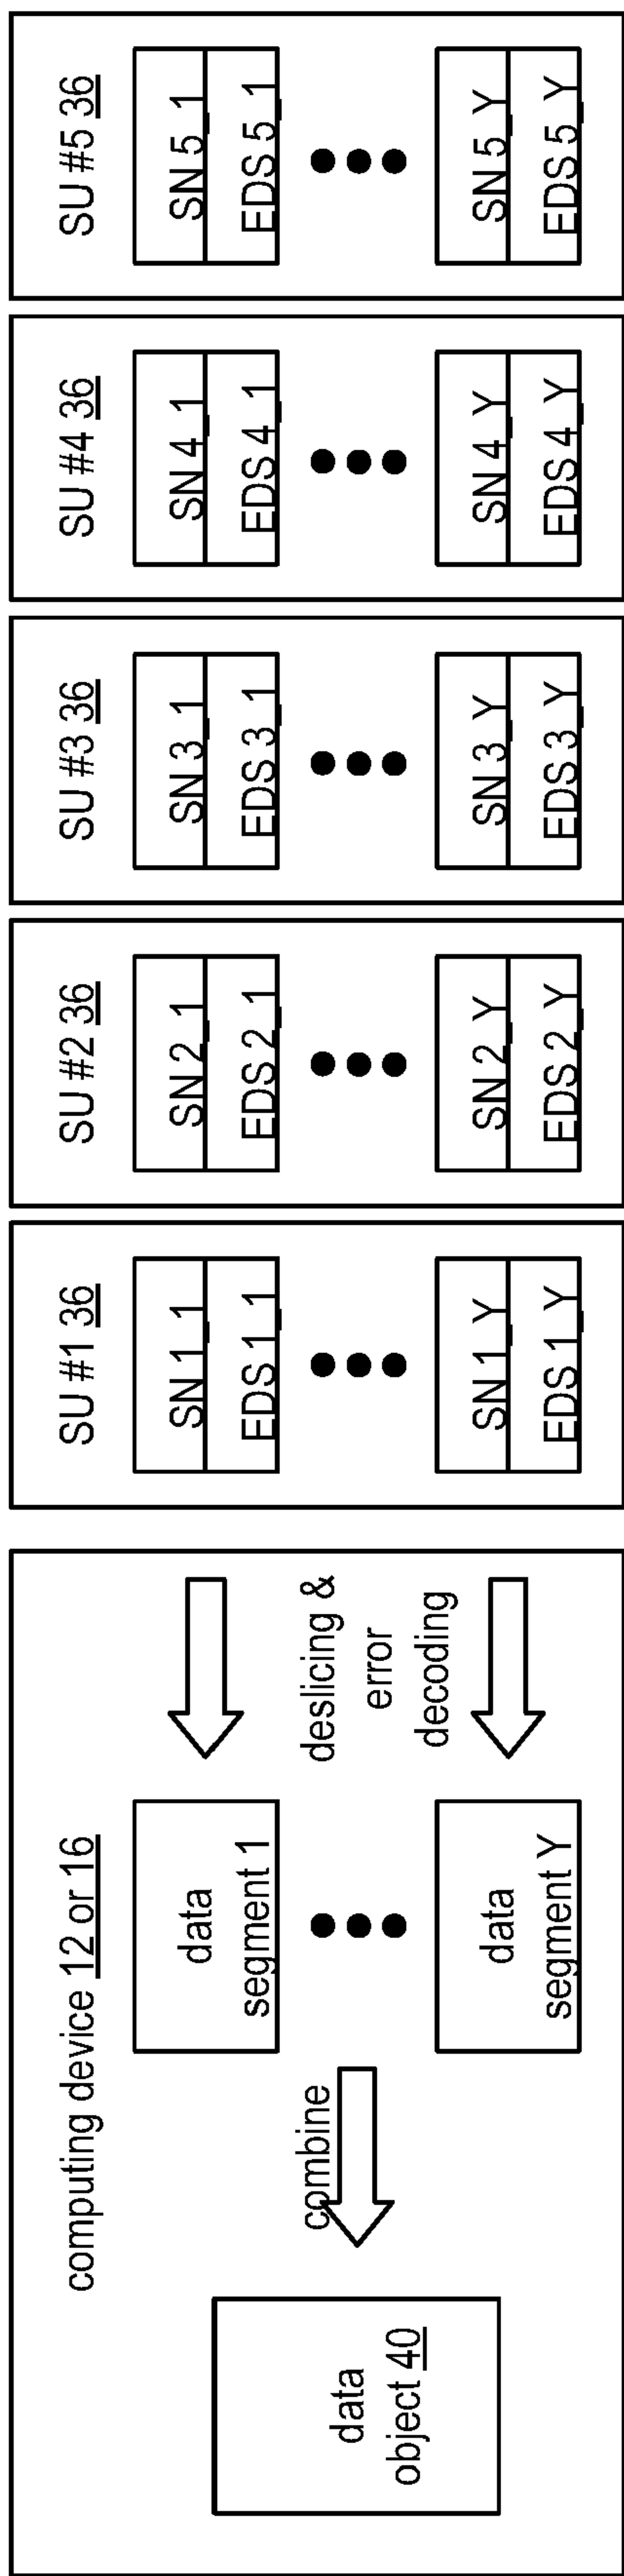 computing device 12 or 16
data
object 40
combine
data
segment 1
data
segment Y
deslicing &
error
decoding
SU #1 36
SN 1_1
EDS 1_1
SN 1_Y
EDS 1_Y
SU #2 36
SN 2_1
EDS 2_1
SN 2_Y
EDS 2_Y
SU #3 36
SN 3_1
EDS 3_1
SN 3_Y
EDS 3_Y
SU #4 36
SN 4_1
EDS 4_1
SN 4_Y
EDS 4_Y
SU #5 36
SN 5_1
EDS 5_1
SN 5_Y
EDS 5_Y